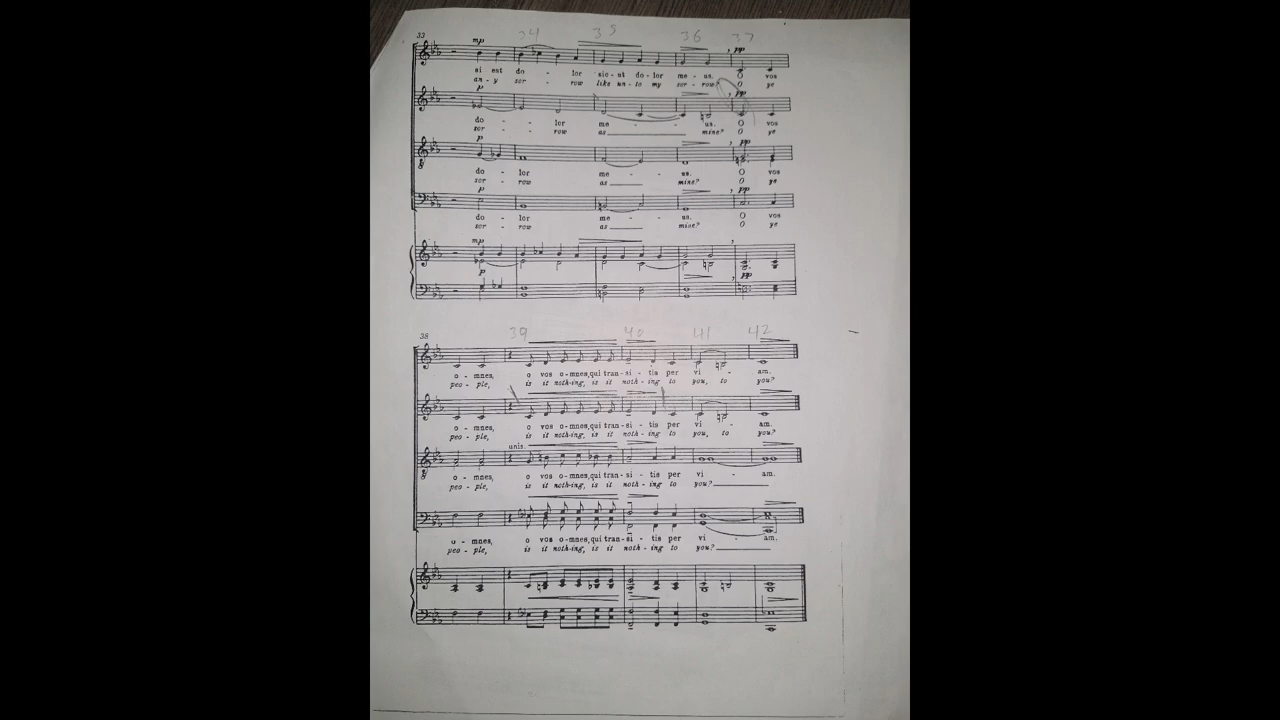 33 34 35 36 37
mp pp
si est do - lor sic - ut do - lor me - us. O vos
an - y sor - row like un - to my sor - row? O ye
p pp
do - - lor me - - us. O vos
sor - - row as mine? O ye
p pp
do - lor me - - us. O vos
sor - row as mine? O ye
p pp
do - lor me - - us. O vos
sor - row as mine? O ye
mp
p pp
38 39 40 41 42
o - mnes, o vos o - mnes, qui tran - si - tis per vi - am.
peo - ple, is it noth - ing, is it noth - ing to you, to you?
o - mnes, o vos o - mnes, qui tran - si - tis per vi - am.
peo - ple, is it noth - ing, is it noth - ing to you, to you?
unis.
o - mnes, o vos o - mnes, qui tran - si - tis per vi - am.
peo - ple, is it noth - ing, is it noth - ing to you?
o - mnes, o vos o - mnes, qui tran - si - tis per vi - am.
peo - ple, is it noth - ing, is it noth - ing to you?